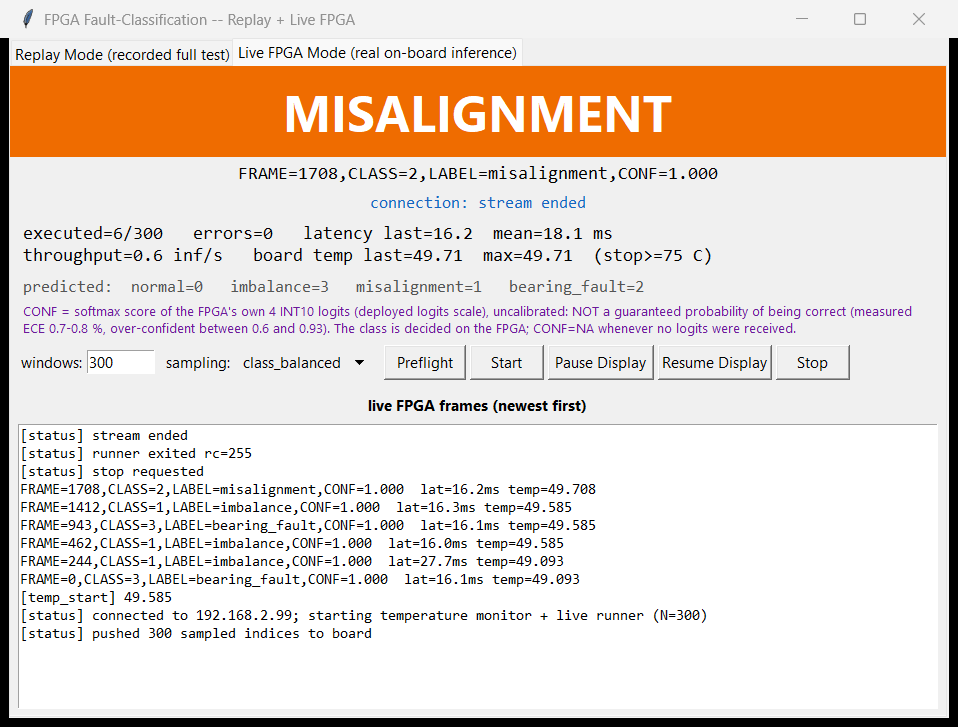 FPGA Fault-Classification -- Replay + Live FPGA
Replay Mode (recorded full test) Live FPGA Mode (real on-board inference)
MISALIGNMENT
FRAME=1708,CLASS=2,LABEL=misalignment,CONF=1.000
connection: stream ended
executed=6/300 errors=0 latency last=16.2 mean=18.1 ms
throughput=0.6 inf/s board temp last=49.71 max=49.71 (stop>=75 C)
predicted: normal=0 imbalance=3 misalignment=1 bearing_fault=2
CONF = softmax score of the FPGA's own 4 INT10 logits (deployed logits scale), uncalibrated: NOT a guaranteed probability of being correct (measured
ECE 0.7-0.8 %, over-confident between 0.6 and 0.93). The class is decided on the FPGA; CONF=NA whenever no logits were received.
windows: 300 sampling: class_balanced Preflight Start Pause Display Resume Display Stop
live FPGA frames (newest first)
[status] stream ended
[status] runner exited rc=255
[status] stop requested
FRAME=1708,CLASS=2,LABEL=misalignment,CONF=1.000 lat=16.2ms temp=49.708
FRAME=1412,CLASS=1,LABEL=imbalance,CONF=1.000 lat=16.3ms temp=49.585
FRAME=943,CLASS=3,LABEL=bearing_fault,CONF=1.000 lat=16.1ms temp=49.585
FRAME=462,CLASS=1,LABEL=imbalance,CONF=1.000 lat=16.0ms temp=49.585
FRAME=244,CLASS=1,LABEL=imbalance,CONF=1.000 lat=27.7ms temp=49.093
FRAME=0,CLASS=3,LABEL=bearing_fault,CONF=1.000 lat=16.1ms temp=49.093
[temp_start] 49.585
[status] connected to 192.168.2.99; starting temperature monitor + live runner (N=300)
[status] pushed 300 sampled indices to board